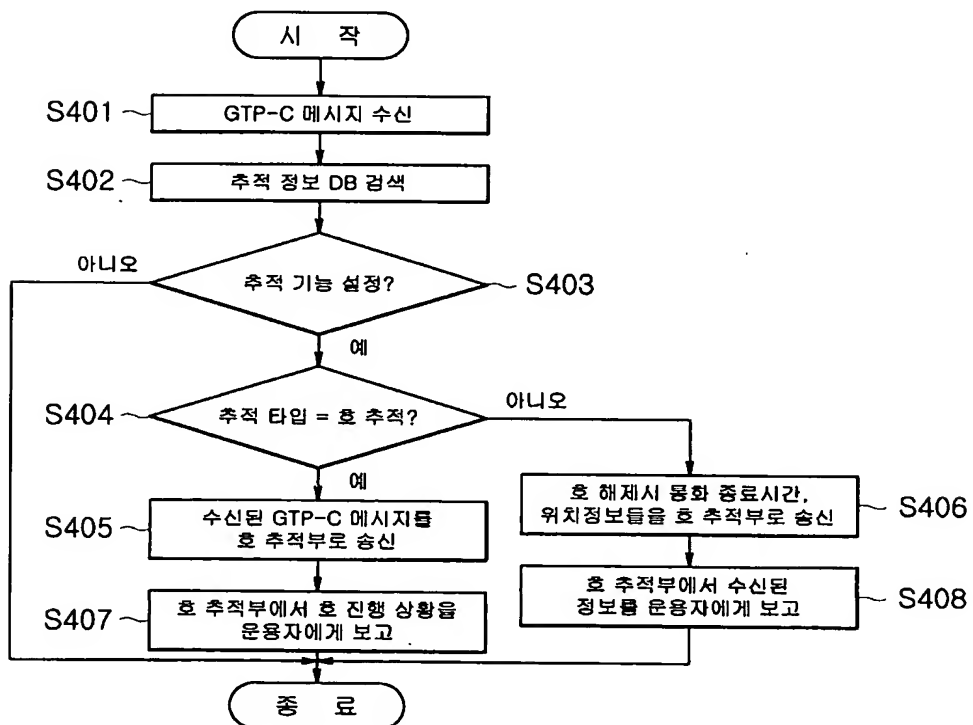 시 작
S401
GTP-C 메시지 수신
S402
추적 정보 DB 검색
아니오
추적 기능 설정?
S403
예
S404
추적 타입 = 호 추적?
아니오
예
S405
수신된 GTP-C 메시지를
호 추적부로 송신
호 해제시 통화 종료시간,
위치정보들을 호 추적부로 송신
S406
S407
호 추적부에서 호 진행 상황을
운용자에게 보고
호 추적부에서 수신된
정보를 운용자에게 보고
S408
종 료